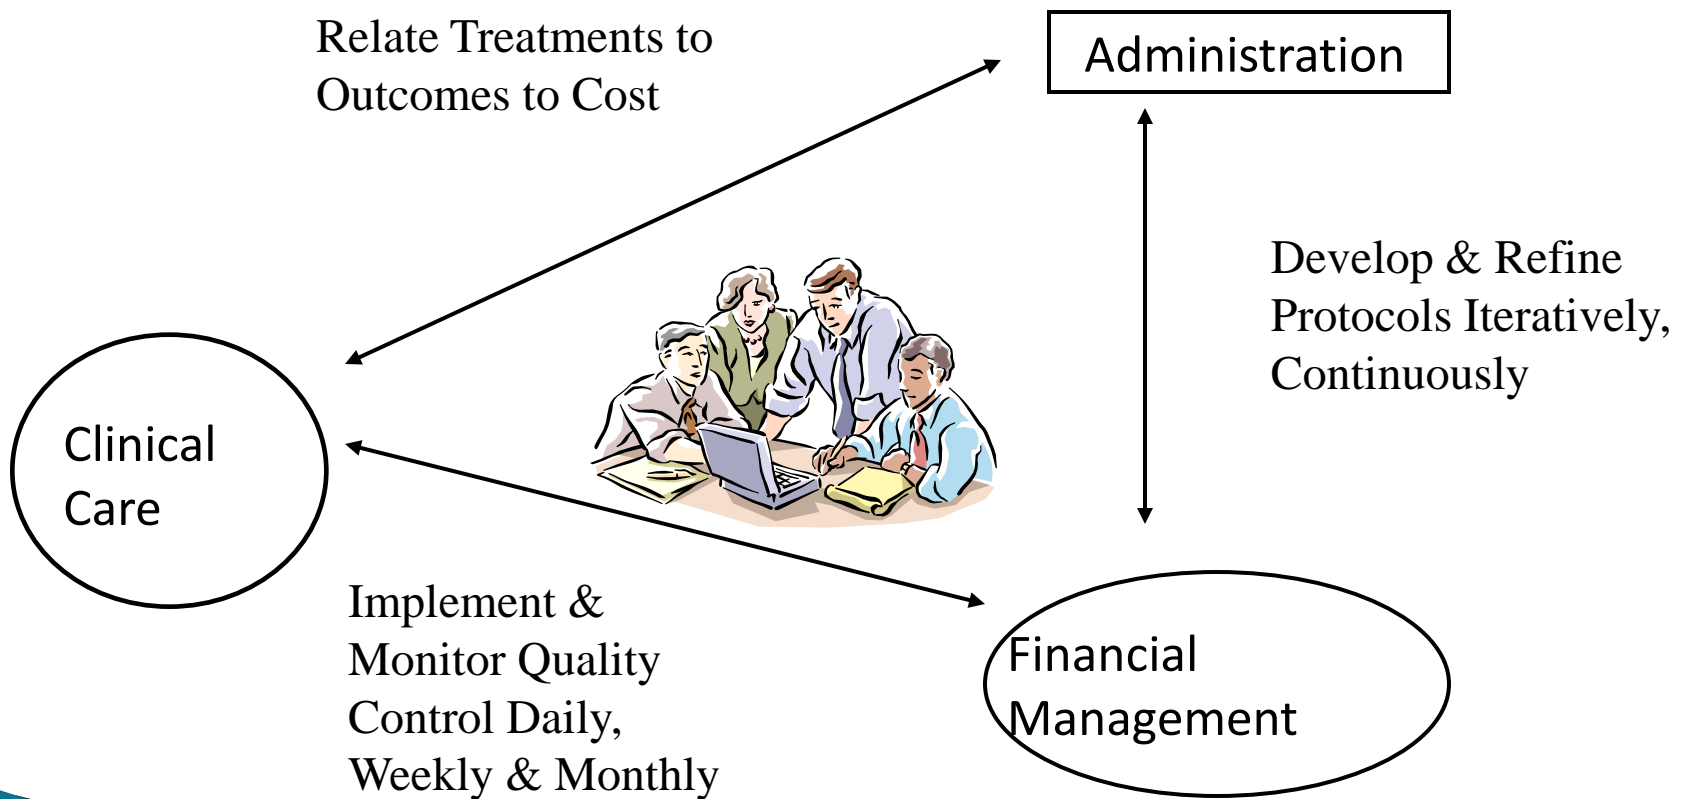 Relate Treatments to
Outcomes to Cost
Administration
Develop & Refine
Protocols Iteratively,
Continuously
Clinical
Care
Implement &
Monitor Quality
Control Daily,
Weekly & Monthly
Financial
Management